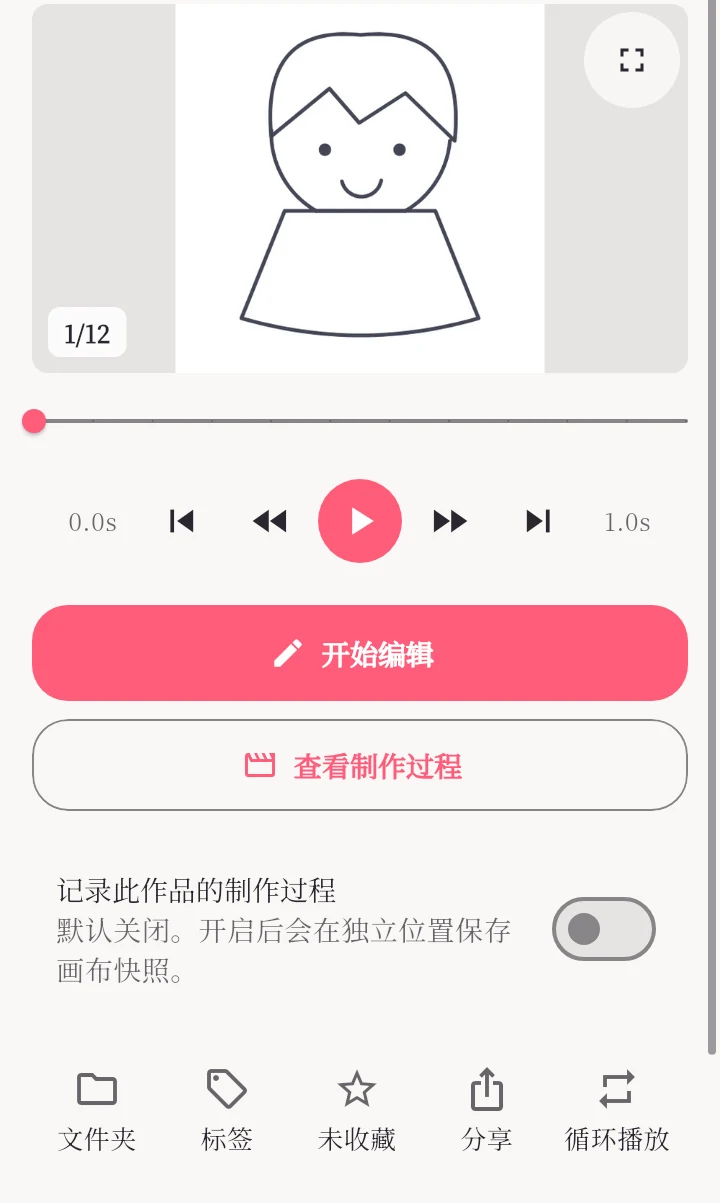 1/12
0.0s
1.0s
开始编辑
查看制作过程
记录此作品的制作过程
默认关闭。开启后会在独立位置保存
画布快照。
文件夹
标签
未收藏
分享
循环播放